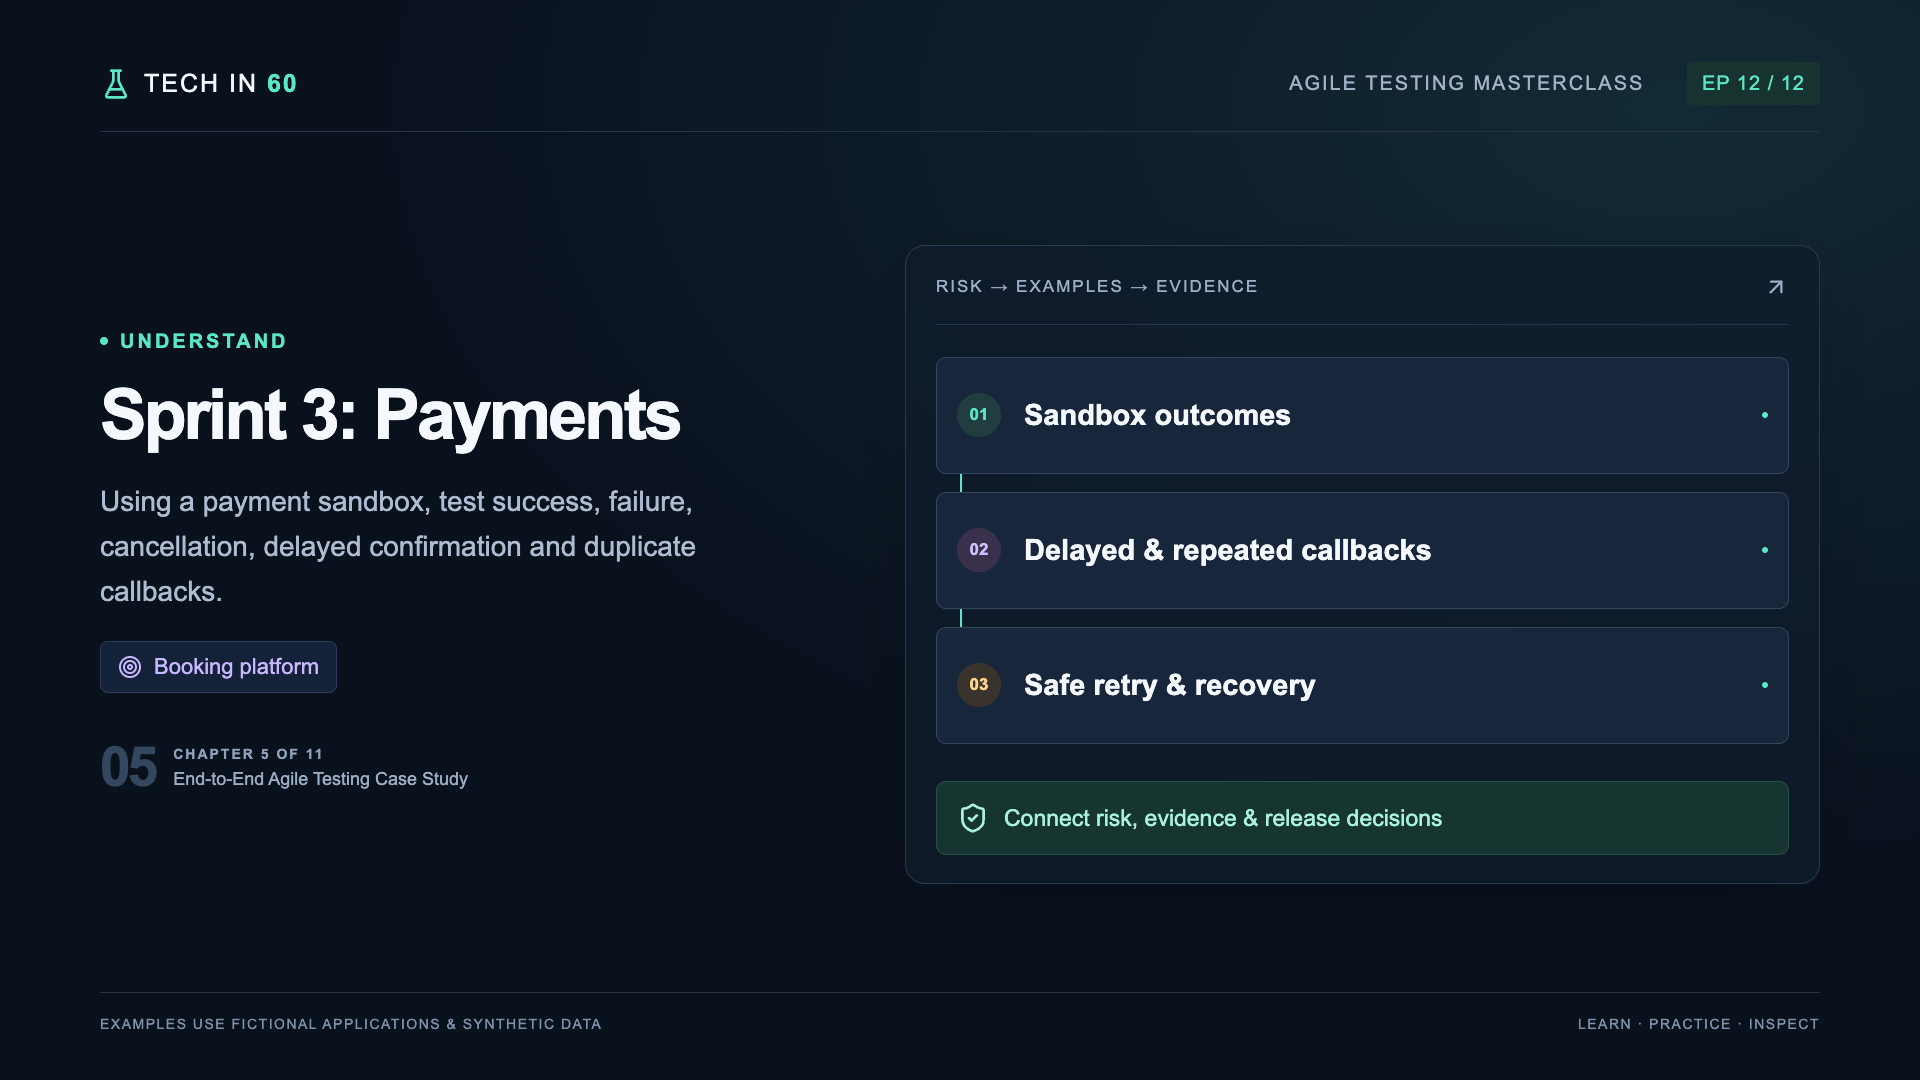 TECH IN 60
AGILE TESTING MASTERCLASS
EP 12 / 12
UNDERSTAND
Sprint 3: Payments
Using a payment sandbox, test success, failure,
cancellation, delayed confirmation and duplicate
callbacks.
Booking platform
05
CHAPTER 5 OF 11
End-to-End Agile Testing Case Study
RISK → EXAMPLES → EVIDENCE
01 Sandbox outcomes
02 Delayed & repeated callbacks
03 Safe retry & recovery
Connect risk, evidence & release decisions
EXAMPLES USE FICTIONAL APPLICATIONS & SYNTHETIC DATA
LEARN · PRACTICE · INSPECT